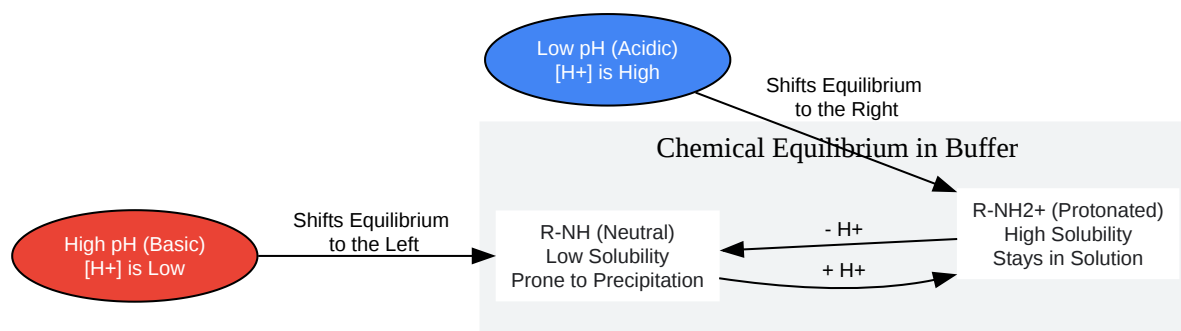 Low pH (Acidic)
[H+] is High
Shifts Equilibrium
to the Right
Chemical Equilibrium in Buffer
High pH (Basic)
[H+] is Low
Shifts Equilibrium
to the Left
R-NH (Neutral)
Low Solubility
Prone to Precipitation
- H+
+ H+
R-NH2+ (Protonated)
High Solubility
Stays in Solution